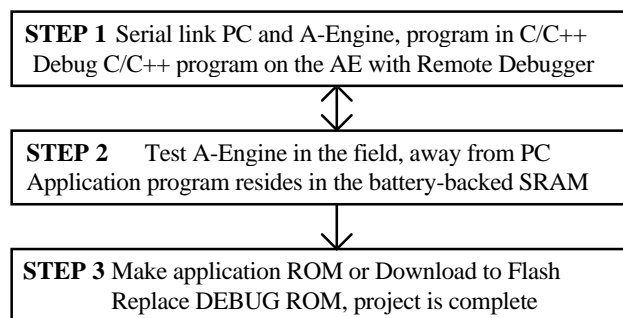 STEP 1 Serial link PC and A-Engine, program in C/C++
Debug C/C++ program on the AE with Remote Debugger
STEP 2 Test A-Engine in the field, away from PC
Application program resides in the battery-backed SRAM
STEP 3 Make application ROM or Download to Flash
Replace DEBUG ROM, project is complete